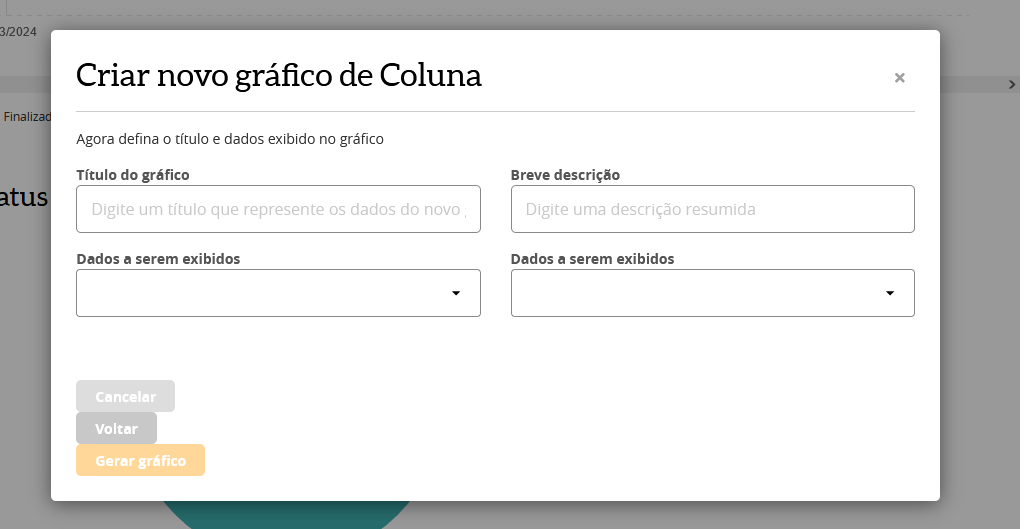 3/2024
Criar novo gráfico de Coluna
×
Finalizad
Agora defina o título e dados exibido no gráfico
Título do gráfico
Breve descrição
atus
Digite um título que represente os dados do novo
Digite uma descrição resumida
Dados a serem exibidos
Dados a serem exibidos
Cancelar
Voltar
Gerar gráfico